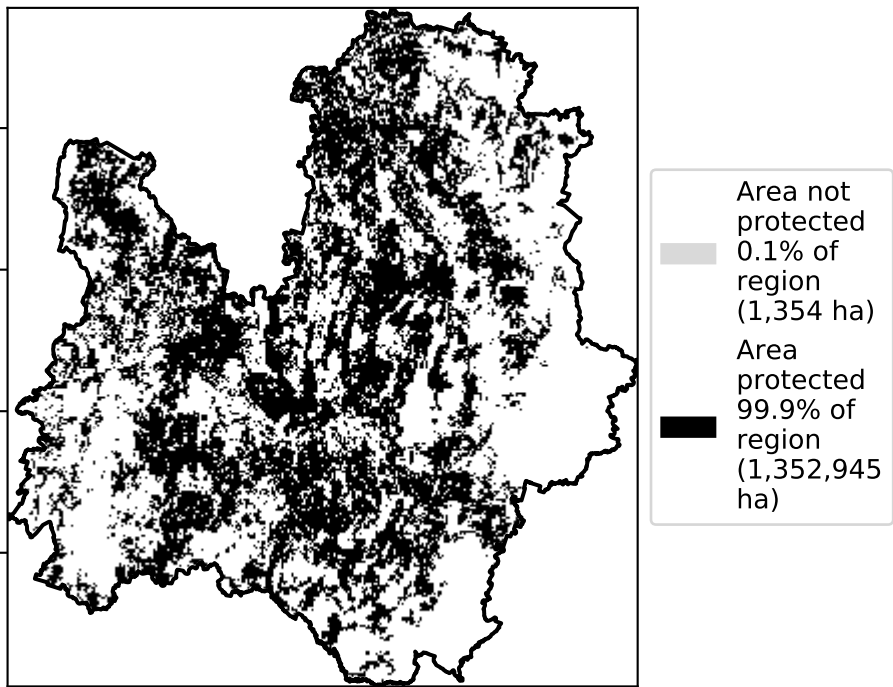 Area not
protected
0.1% of
region
(1,354 ha)
Area
protected
99.9% of
region
(1,352,945
ha)